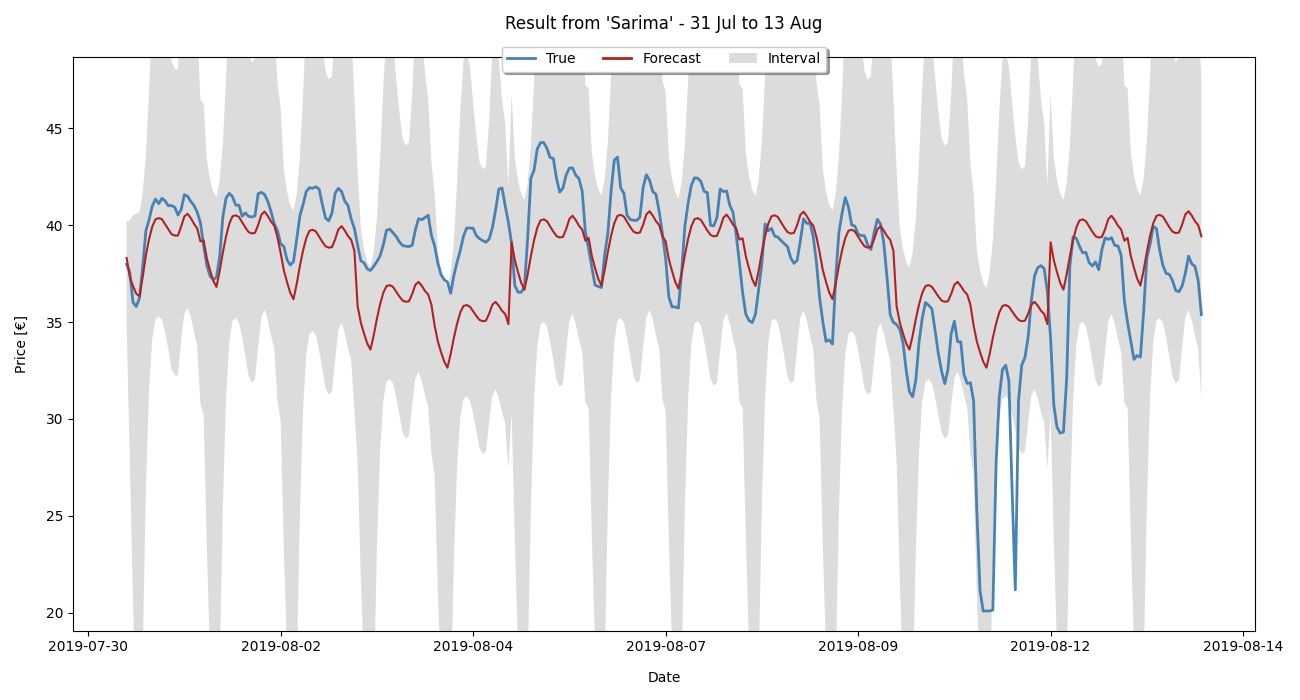 Result from 'Sarima' - 31 Jul to 13 Aug
True Forecast Interval
Price [€]
45
40
35
30
25
20
2019-07-30 2019-08-02 2019-08-04 2019-08-07 2019-08-09 2019-08-12 2019-08-14
Date